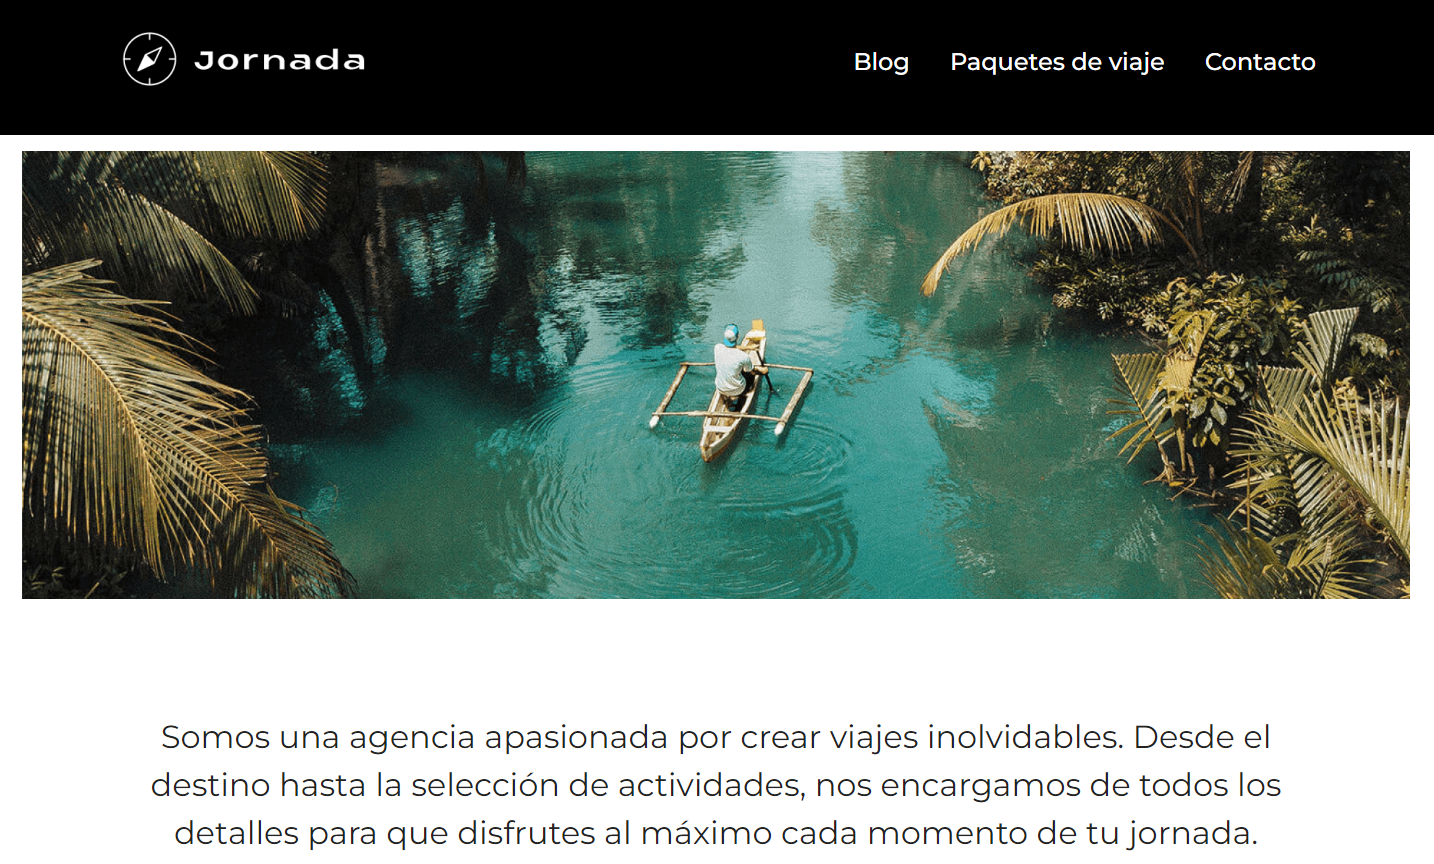 Jornada
Blog
Paquetes de viaje
Contacto
Somos una agencia apasionada por crear viajes inolvidables. Desde el
destino hasta la selección de actividades, nos encargamos de todos los
detalles para que disfrutes al máximo cada momento de tu jornada.